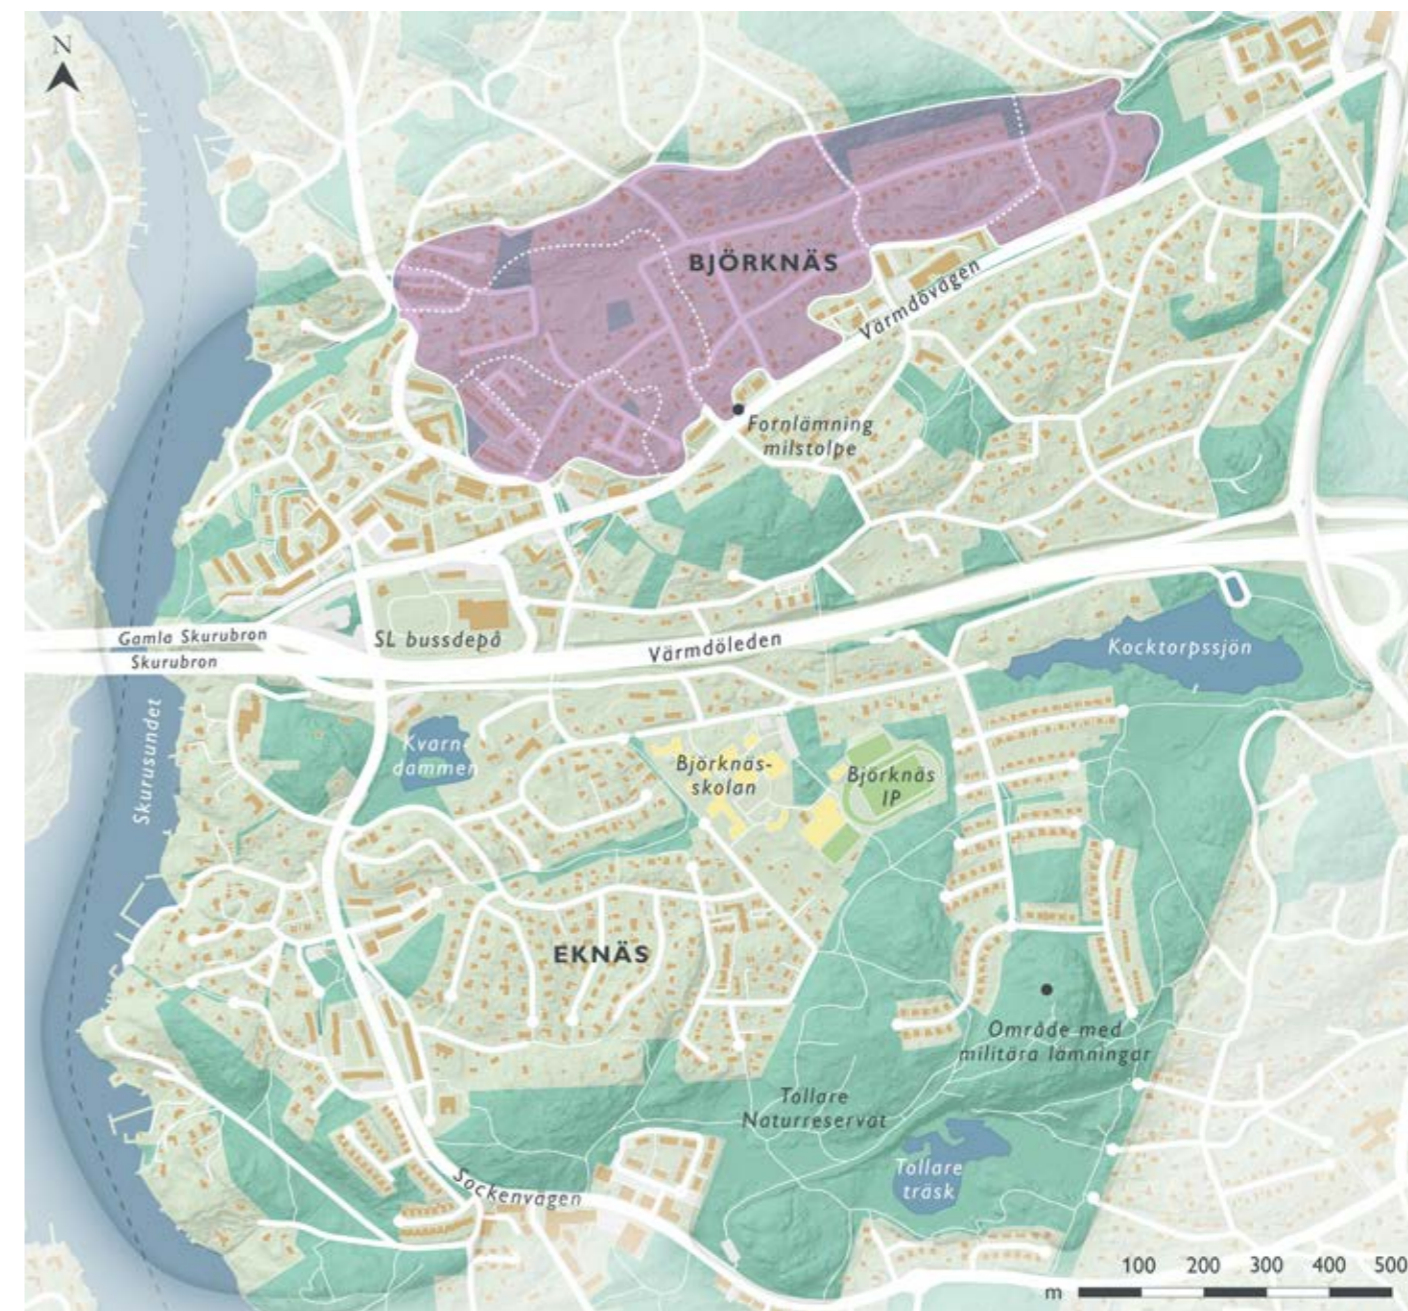 N
BJÖRKNÄS
Värmdövägen
Fornlämning
milstolpe
Gamla Skurubron
Skurubron
SL bussdepå
Värmdöleden
Kocktorpssjön
Skurusundet
Kvarn-
dammen
Björknäs-
skolan
Björknäs
IP
EKNÄS
Område med
militära lämningar
Tollare
Naturreservat
Tollare
träsk
Sockenvägen
100 200 300 400 500
m